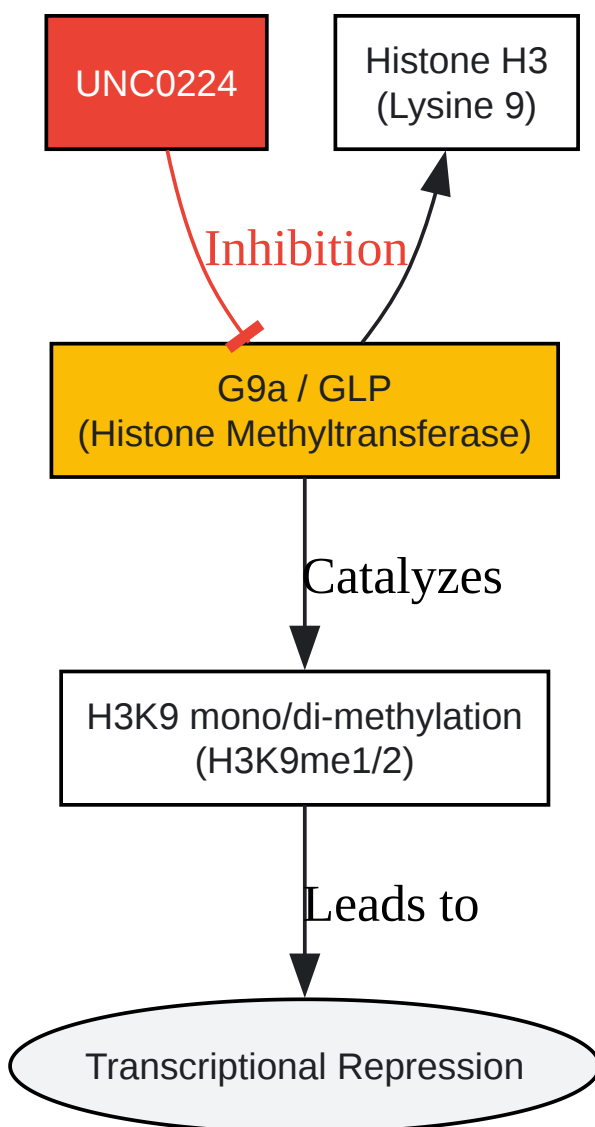 UNC0224
Histone H3
(Lysine 9)
Inhibition
G9a / GLP
(Histone Methyltransferase)
Catalyzes
H3K9 mono/di-methylation
(H3K9me1/2)
Leads to
Transcriptional Repression